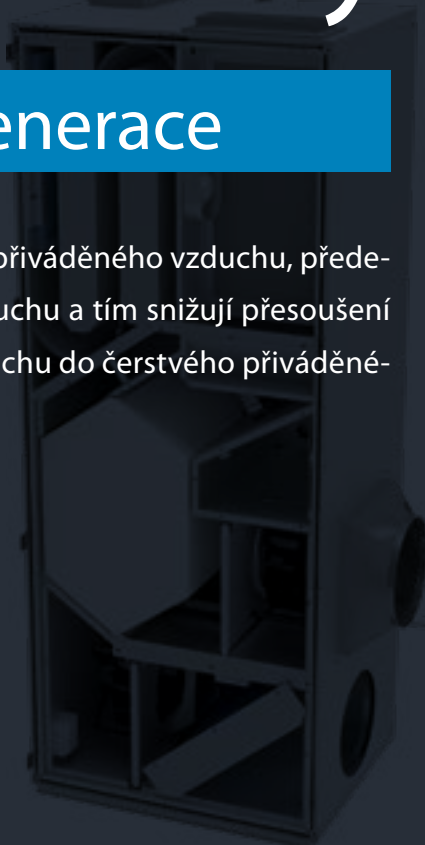 enerace
přiváděného vzduchu, přede-
uchu a tím snižují přesoušení
chu do čerstvého přiváděné-